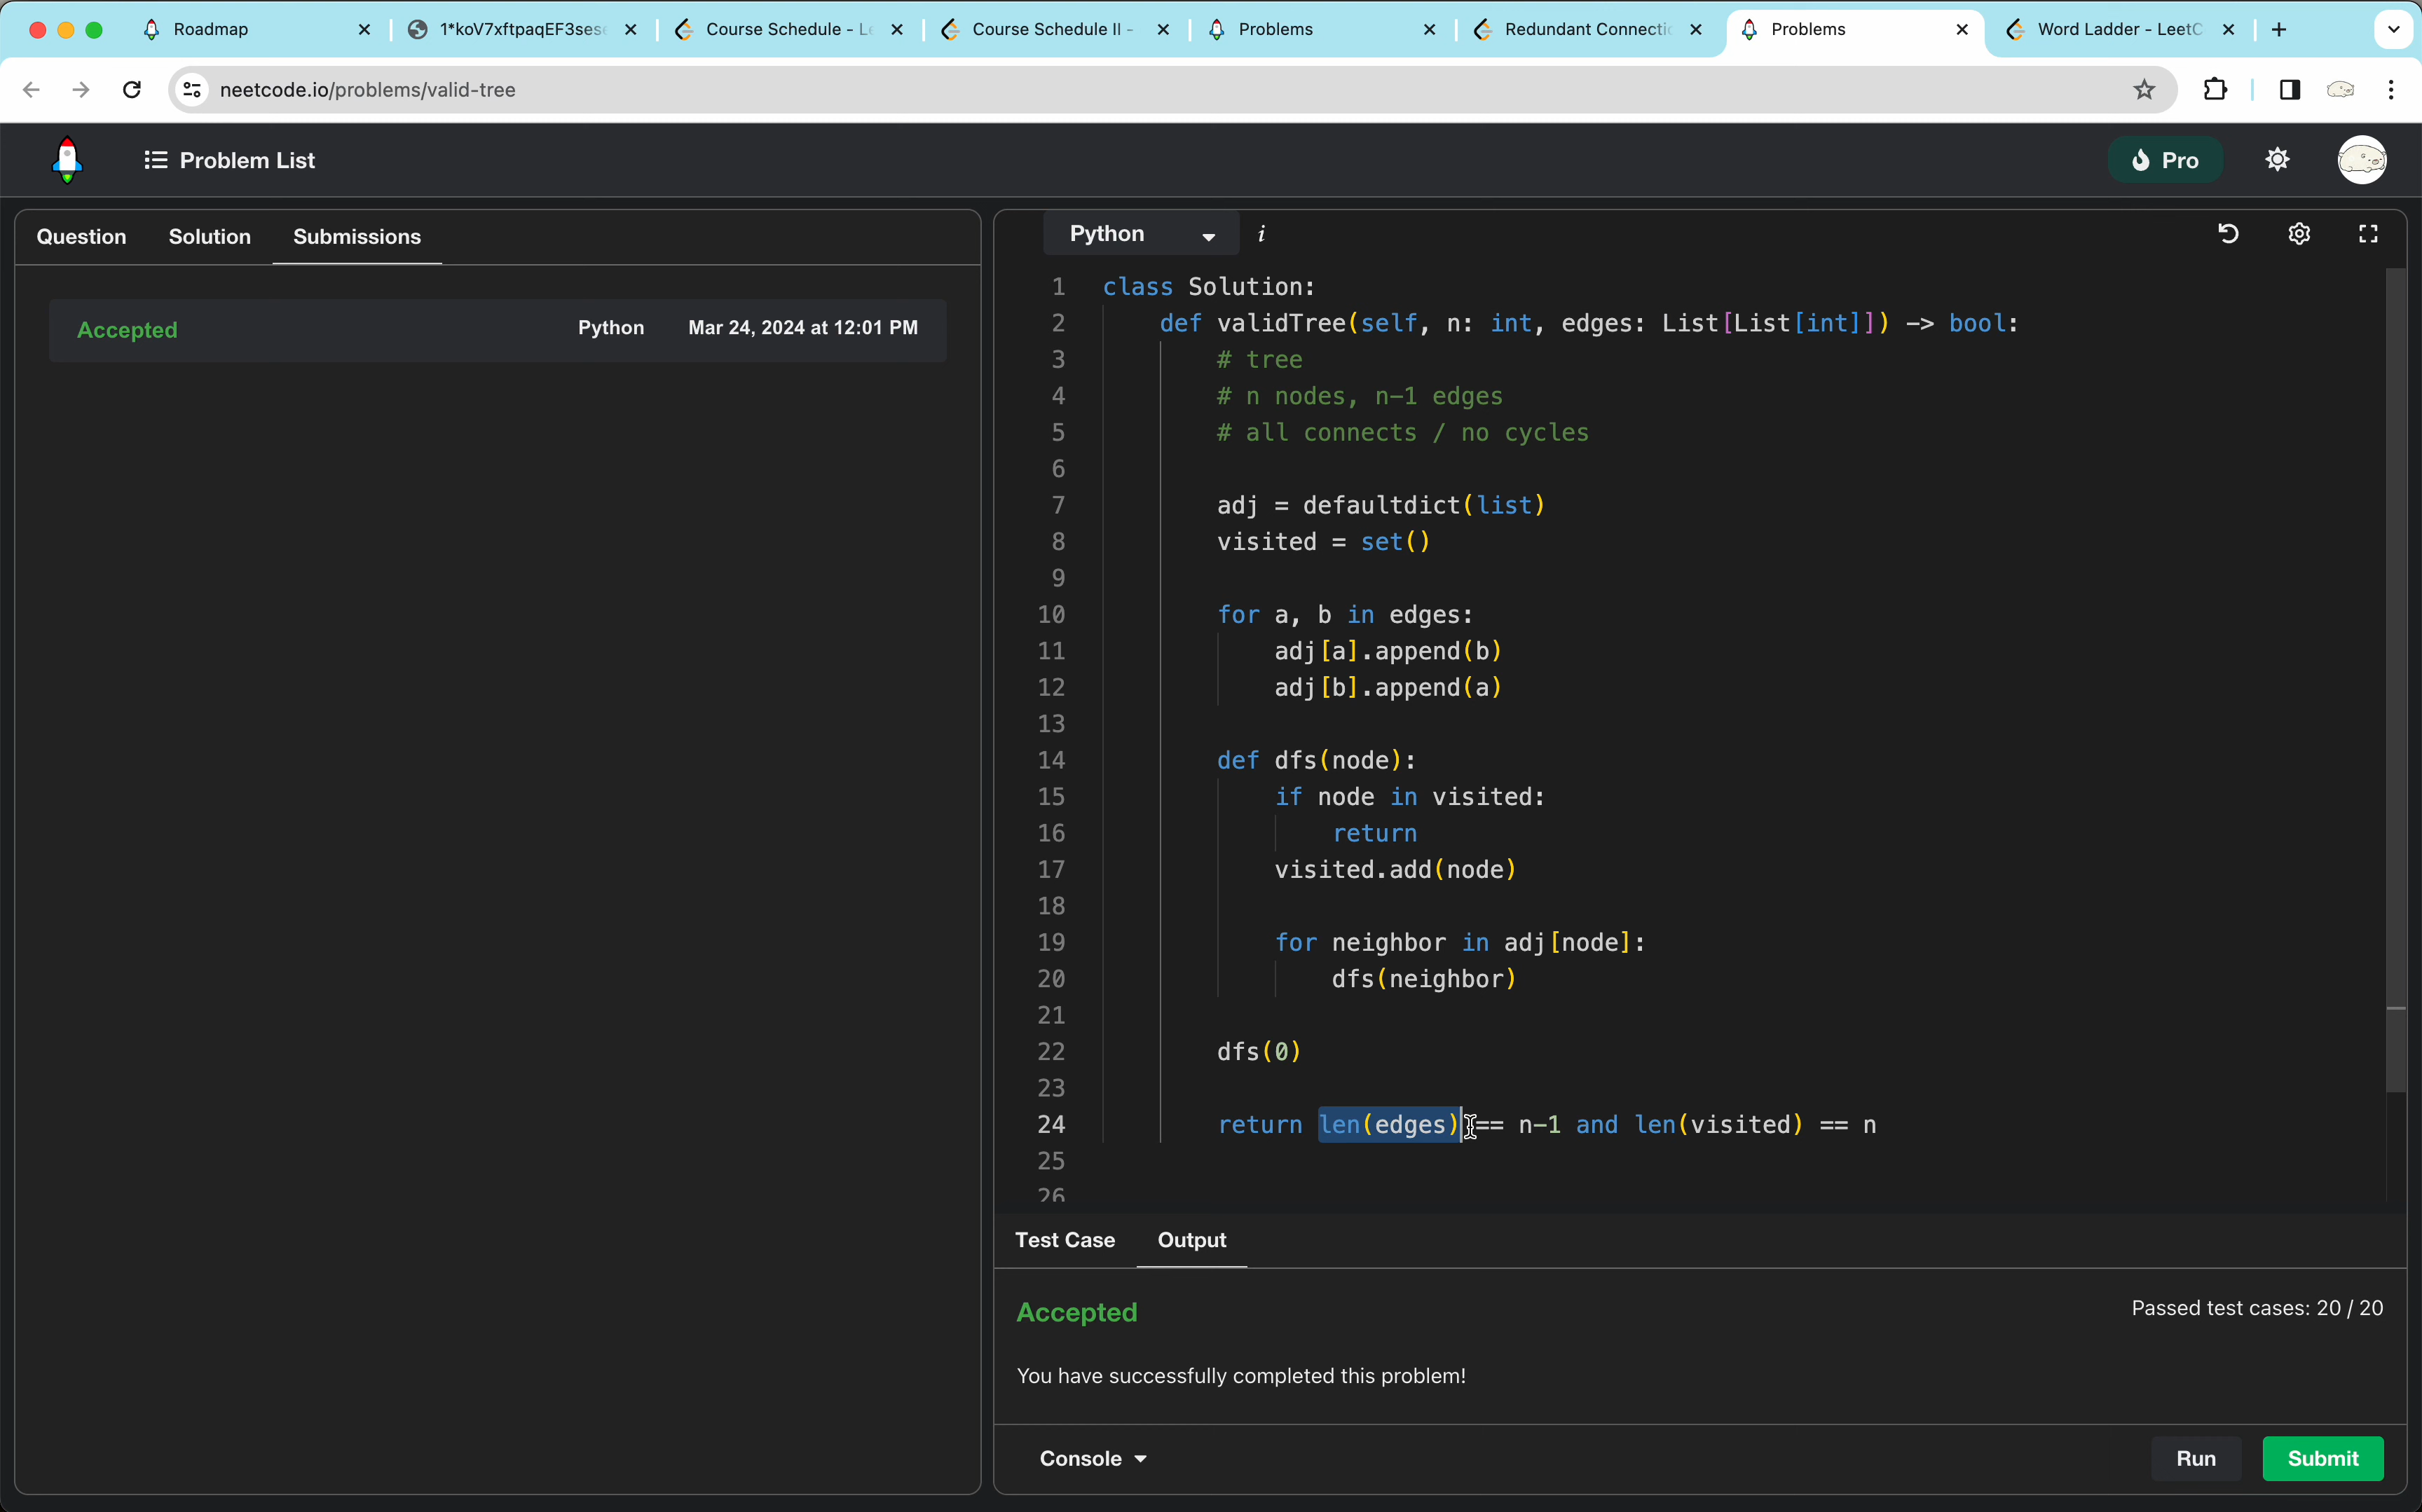 Roadmap
1*koV7xftpaqEF3ses
Course Schedule - Le
Course Schedule II -
Problems
Redundant Connecti
Problems
Word Ladder - LeetC
neetcode.io/problems/valid-tree
Problem List
Pro
Question Solution Submissions
Accepted Python Mar 24, 2024 at 12:01 PM
Python i
1 class Solution:
2 def validTree(self, n: int, edges: List[List[int]]) -> bool:
3 # tree
4 # n nodes, n-1 edges
5 # all connects / no cycles
6
7 adj = defaultdict(list)
8 visited = set()
9
10 for a, b in edges:
11 adj[a].append(b)
12 adj[b].append(a)
13
14 def dfs(node):
15 if node in visited:
16 return
17 visited.add(node)
18
19 for neighbor in adj[node]:
20 dfs(neighbor)
21
22 dfs(0)
23
24 return len(edges) == n-1 and len(visited) == n
25
26
Test Case Output
Accepted Passed test cases: 20 / 20
You have successfully completed this problem!
Console Run Submit